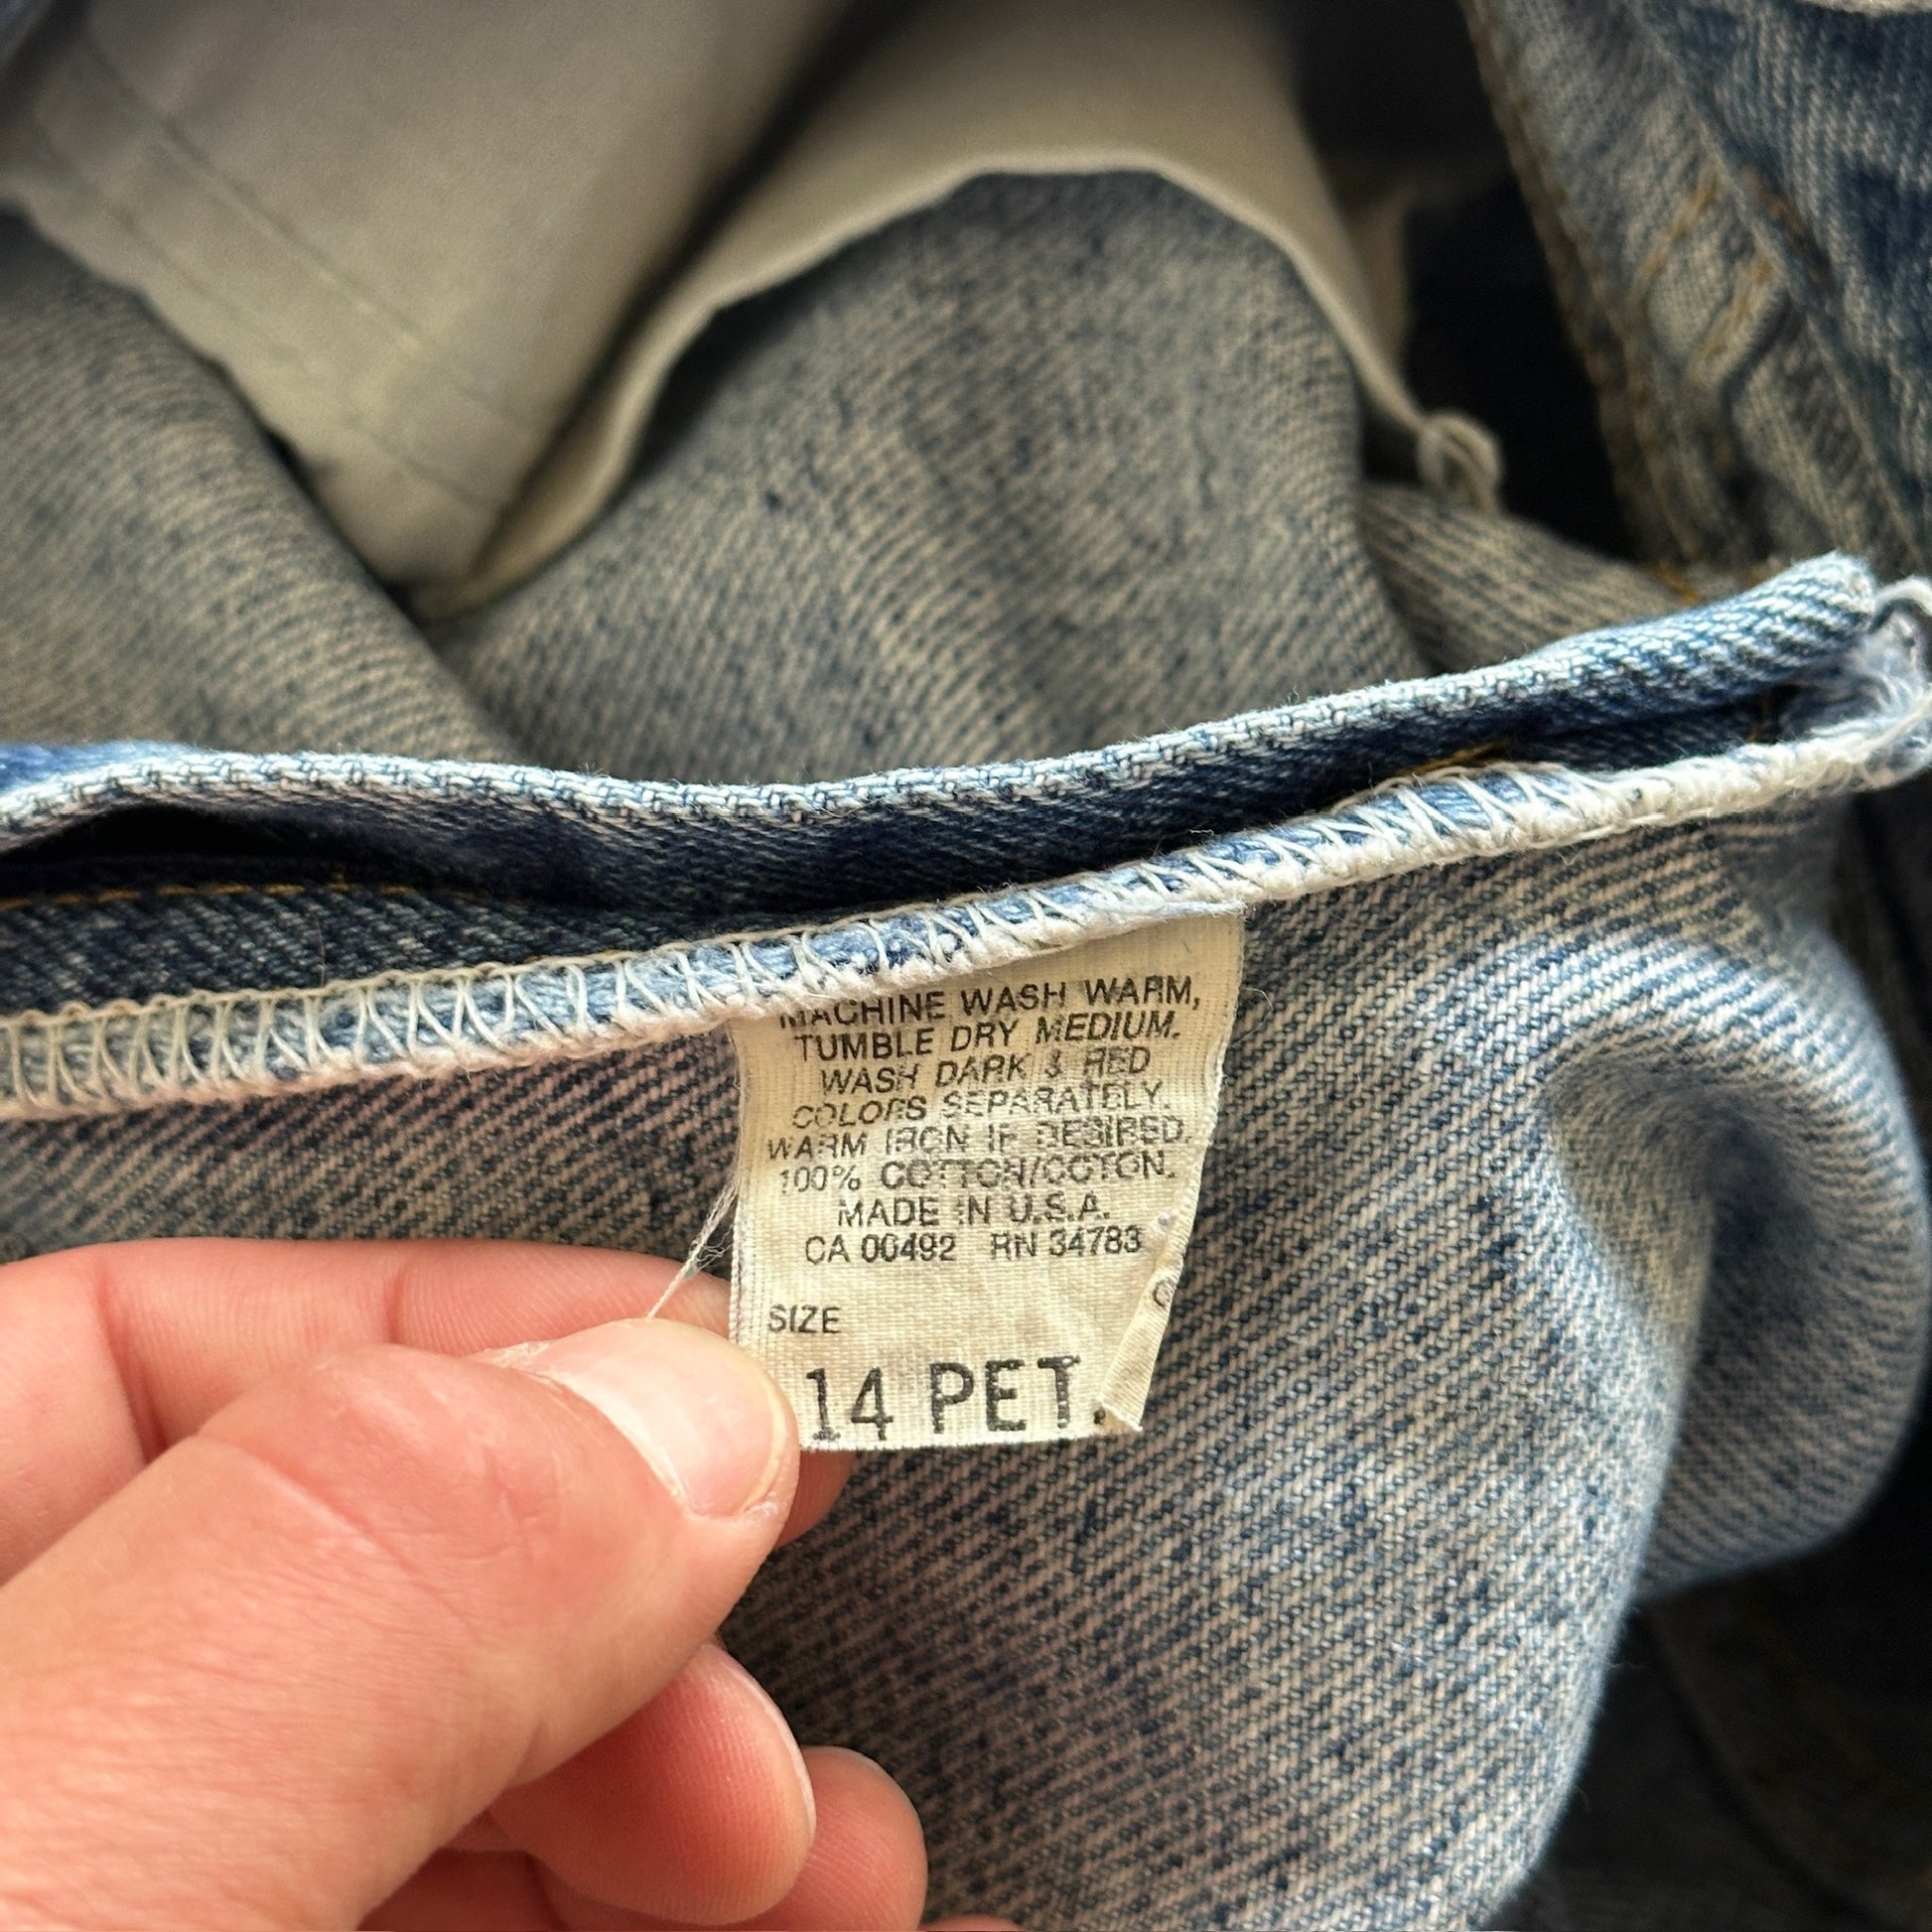 MACHINE WASH WARM,
TUMBLE DRY MEDIUM.
WASH DARK & RED
COLORS SEPARATELY.
WARM IRON IF DESIRED.
100% COTTON/COTON.
MADE IN U.S.A.
CA 00492 RN 34783
SIZE
14 PET.